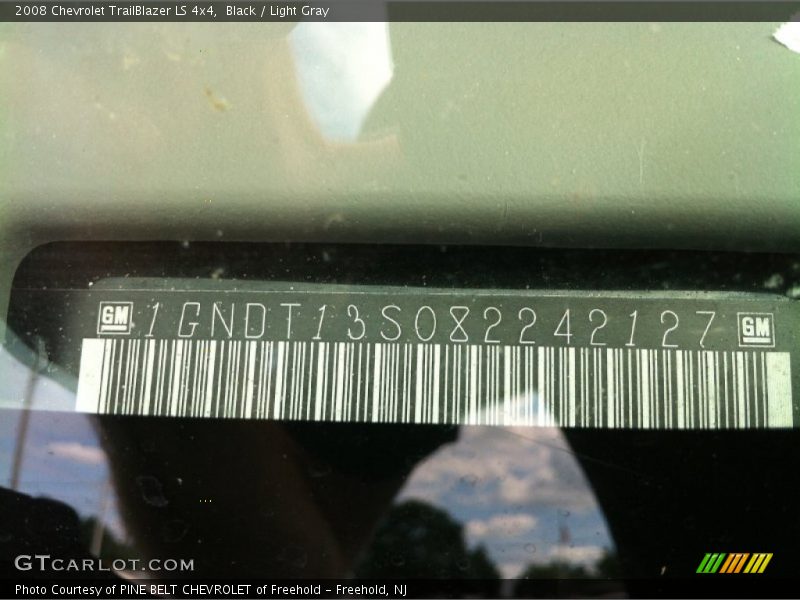 2008 Chevrolet TrailBlazer LS 4x4,  Black / Light Gray
GM 1GNDT13S082242127 GM
GTCARLOT.COM
Photo Courtesy of PINE BELT CHEVROLET of Freehold - Freehold, NJ